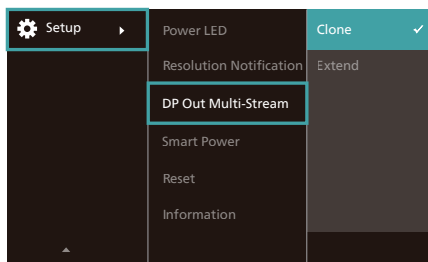 Setup
Power LED
Resolution Notification
DP Out Multi-Stream
Smart Power
Reset
Information
Clone
Extend